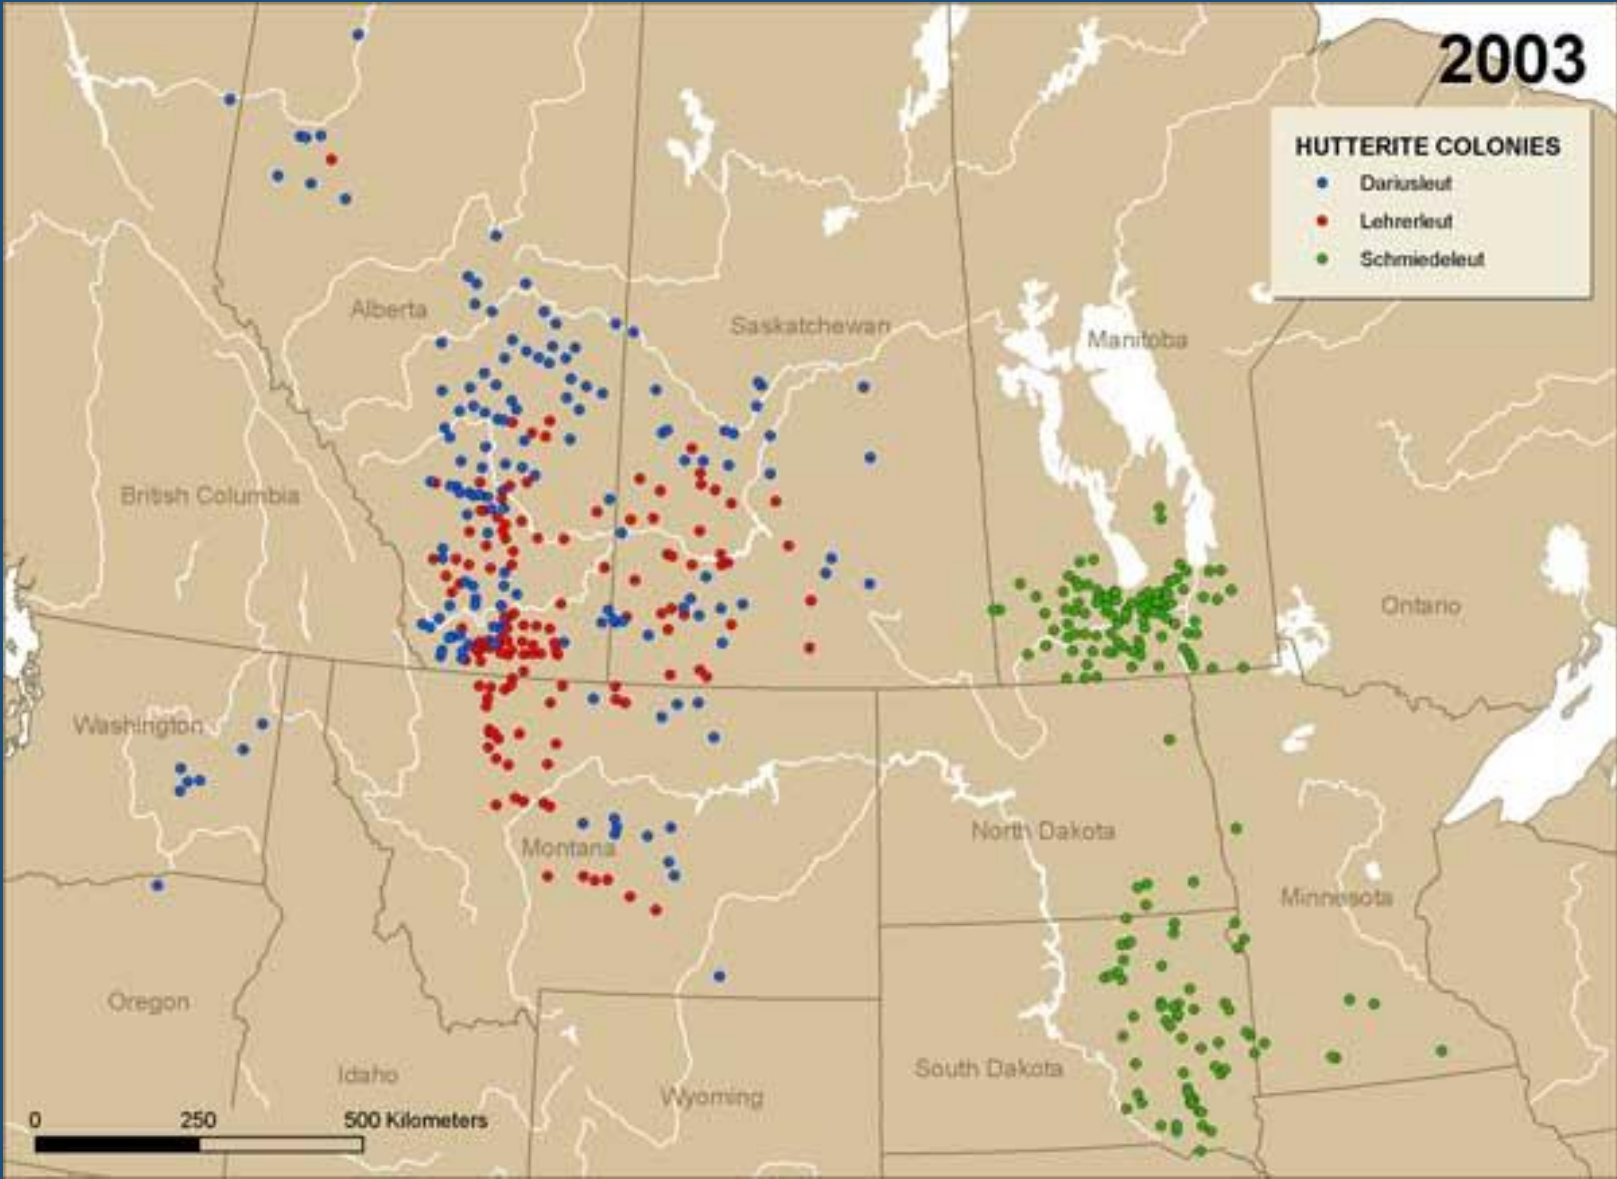 2003
HUTTERITE COLONIES
Dariusleut
Lehrerleut
Schmiedeleut
Alberta
Saskatchewan
Manitoba
British Columbia
Ontario
Washington
North Dakota
Montana
Minnesota
Oregon
South Dakota
Idaho
Wyoming
0 250 500 Kilometers